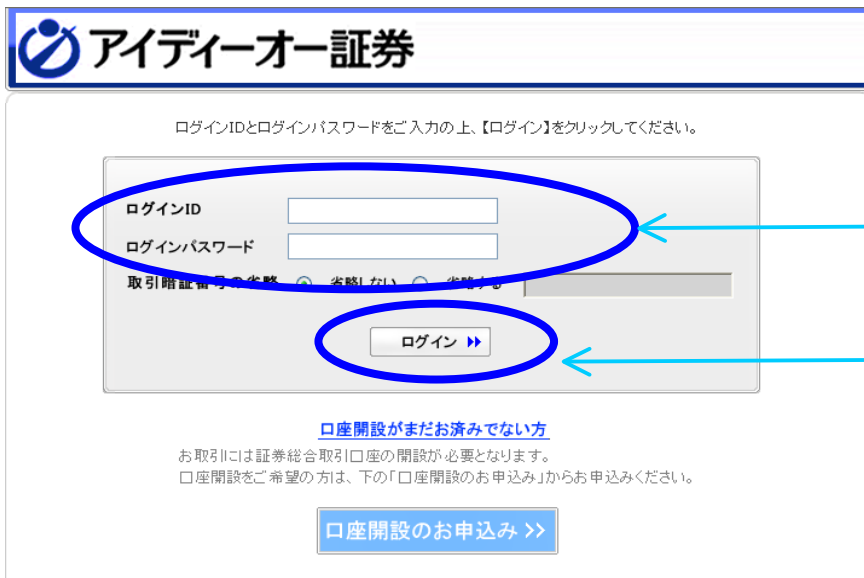 アイディーオー証券
ログインIDとログインパスワードをご入力の上、【ログイン】をクリックしてください。
ログインID
ログインパスワード
取引暗証番号の省略 省略しない 省略する
ログイン
口座開設がまだお済みでない方
お取引には証券総合取引口座の開設が必要となります。
口座開設をご希望の方は、下の「口座開設のお申込み」からお申込みください。
口座開設のお申込み >>